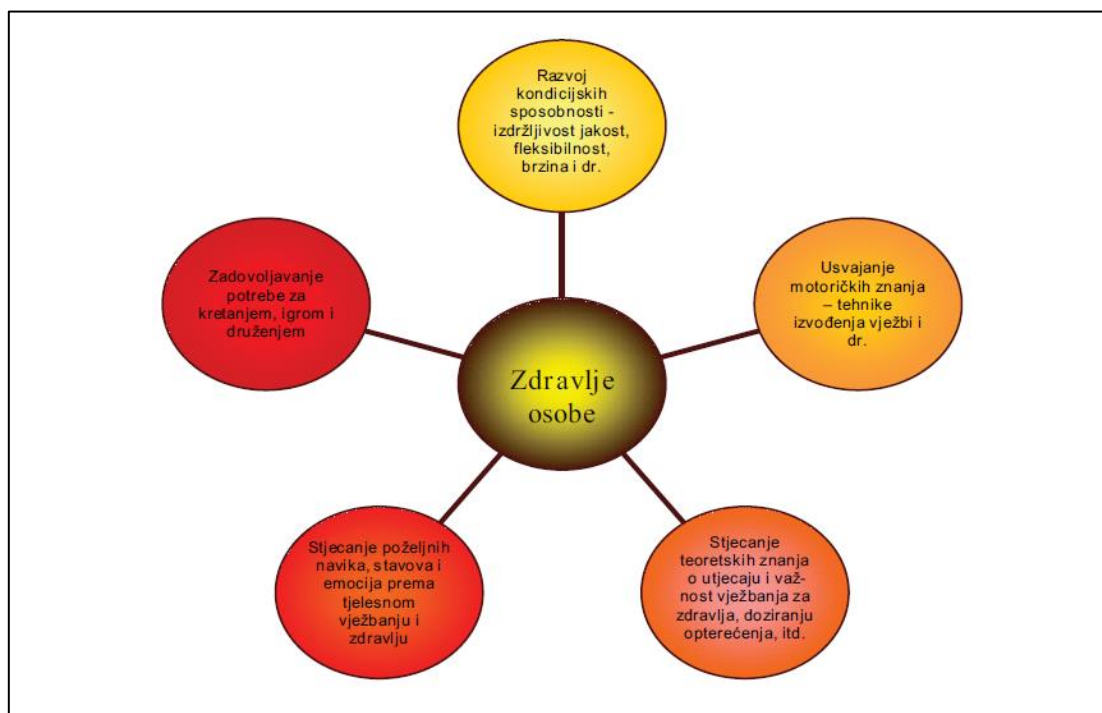 Razvoj
kondicijskih
sposobnosti -
izdržljivost jakost,
fleksibilnost,
brzina i dr.
Zadovoljavanje
potrebe za
kretanjem, igrom i
druženjem
Usvajanje
motoričkih znanja
– tehnike
izvođenja vježbi i
dr.
Zdravlje
osobe
Stjecanje poželjnih
navika, stavova i
emocija prema
tjelesnom
vježbanju i
zdravlju
Stjecanje
teoretskih znanja
o utjecaju i važ-
nost vježbanja za
zdravlja, doziranju
opterećenja, itd.